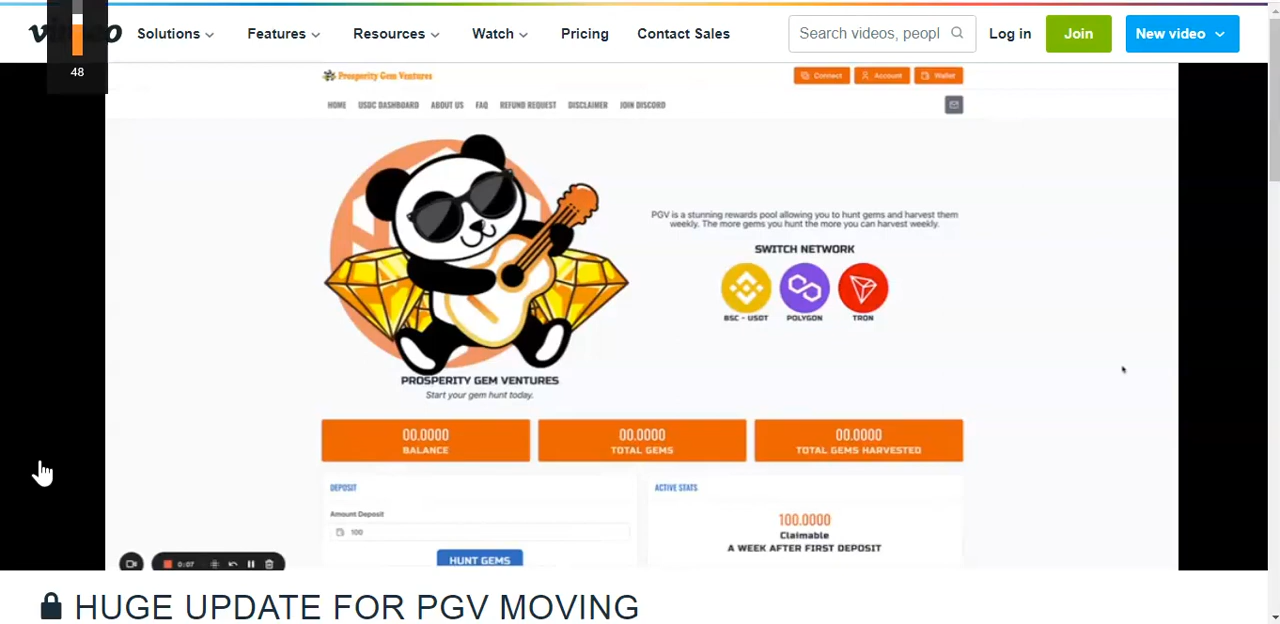 vimeo Solutions Features Resources Watch Pricing Contact Sales Search videos, peopl Log in Join New video
48
Prosperity Gem Ventures Connect Account Wallet
HOME USDC DASHBOARD ABOUT US FAQ REFUND REQUEST DISCLAIMER JOIN DISCORD
PGV is a stunning rewards pool allowing you to hunt gems and harvest them
weekly. The more gems you hunt the more you can harvest weekly.
SWITCH NETWORK
BSC - USDT POLYGON TRON
PROSPERITY GEM VENTURES
Start your gem hunt today.
00.0000 00.0000 00.0000
BALANCE TOTAL GEMS TOTAL GEMS HARVESTED
DEPOSIT ACTIVE STATS
Amount Deposit
100
100.0000
Claimable
A WEEK AFTER FIRST DEPOSIT
HUNT GEMS
0:07
HUGE UPDATE FOR PGV MOVING